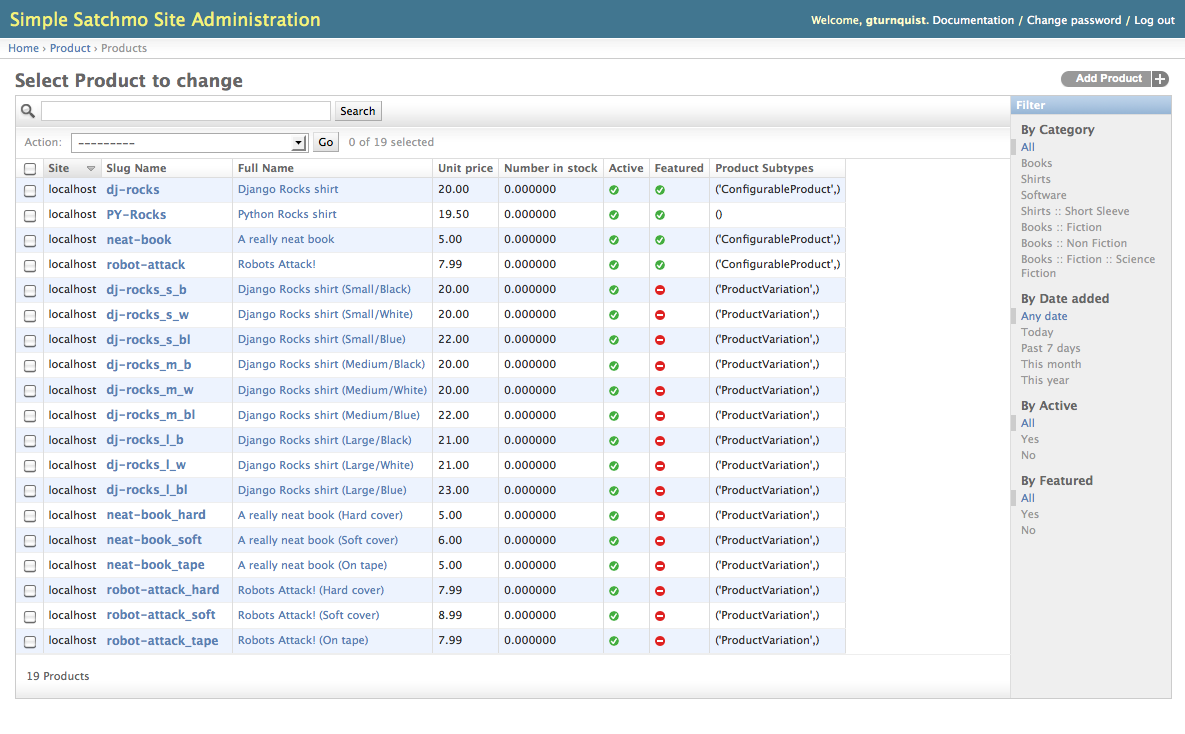 Simple Satchmo Site Administration
Welcome, gturnquist. Documentation / Change password / Log out
Home › Product › Products
Select Product to change
Add Product +
Search
Action: --------- Go 0 of 19 selected
Site Slug Name Full Name Unit price Number in stock Active Featured Product Subtypes
localhost dj-rocks Django Rocks shirt 20.00 0.000000 ('ConfigurableProduct',)
localhost PY-Rocks Python Rocks shirt 19.50 0.000000 ()
localhost neat-book A really neat book 5.00 0.000000 ('ConfigurableProduct',)
localhost robot-attack Robots Attack! 7.99 0.000000 ('ConfigurableProduct',)
localhost dj-rocks_s_b Django Rocks shirt (Small/Black) 20.00 0.000000 ('ProductVariation',)
localhost dj-rocks_s_w Django Rocks shirt (Small/White) 20.00 0.000000 ('ProductVariation',)
localhost dj-rocks_s_bl Django Rocks shirt (Small/Blue) 22.00 0.000000 ('ProductVariation',)
localhost dj-rocks_m_b Django Rocks shirt (Medium/Black) 20.00 0.000000 ('ProductVariation',)
localhost dj-rocks_m_w Django Rocks shirt (Medium/White) 20.00 0.000000 ('ProductVariation',)
localhost dj-rocks_m_bl Django Rocks shirt (Medium/Blue) 22.00 0.000000 ('ProductVariation',)
localhost dj-rocks_l_b Django Rocks shirt (Large/Black) 21.00 0.000000 ('ProductVariation',)
localhost dj-rocks_l_w Django Rocks shirt (Large/White) 21.00 0.000000 ('ProductVariation',)
localhost dj-rocks_l_bl Django Rocks shirt (Large/Blue) 23.00 0.000000 ('ProductVariation',)
localhost neat-book_hard A really neat book (Hard cover) 5.00 0.000000 ('ProductVariation',)
localhost neat-book_soft A really neat book (Soft cover) 6.00 0.000000 ('ProductVariation',)
localhost neat-book_tape A really neat book (On tape) 5.00 0.000000 ('ProductVariation',)
localhost robot-attack_hard Robots Attack! (Hard cover) 7.99 0.000000 ('ProductVariation',)
localhost robot-attack_soft Robots Attack! (Soft cover) 8.99 0.000000 ('ProductVariation',)
localhost robot-attack_tape Robots Attack! (On tape) 7.99 0.000000 ('ProductVariation',)
19 Products
Filter
By Category
All
Books
Shirts
Software
Shirts :: Short Sleeve
Books :: Fiction
Books :: Non Fiction
Books :: Fiction :: Science
Fiction
By Date added
Any date
Today
Past 7 days
This month
This year
By Active
All
Yes
No
By Featured
All
Yes
No